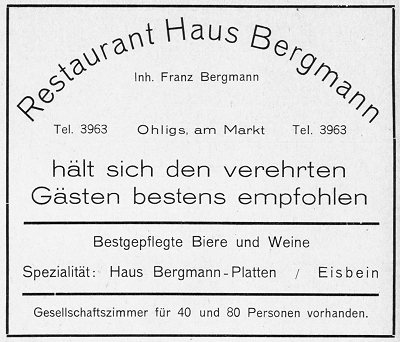 Restaurant Haus Bergmann
Inh. Franz Bergmann
Tel. 3963 Ohligs, am Markt Tel. 3963
hält sich den verehrten
Gästen bestens empfohlen
Bestgepflegte Biere und Weine
Spezialität: Haus Bergmann-Platten / Eisbein
Gesellschaftszimmer für 40 und 80 Personen vorhanden.